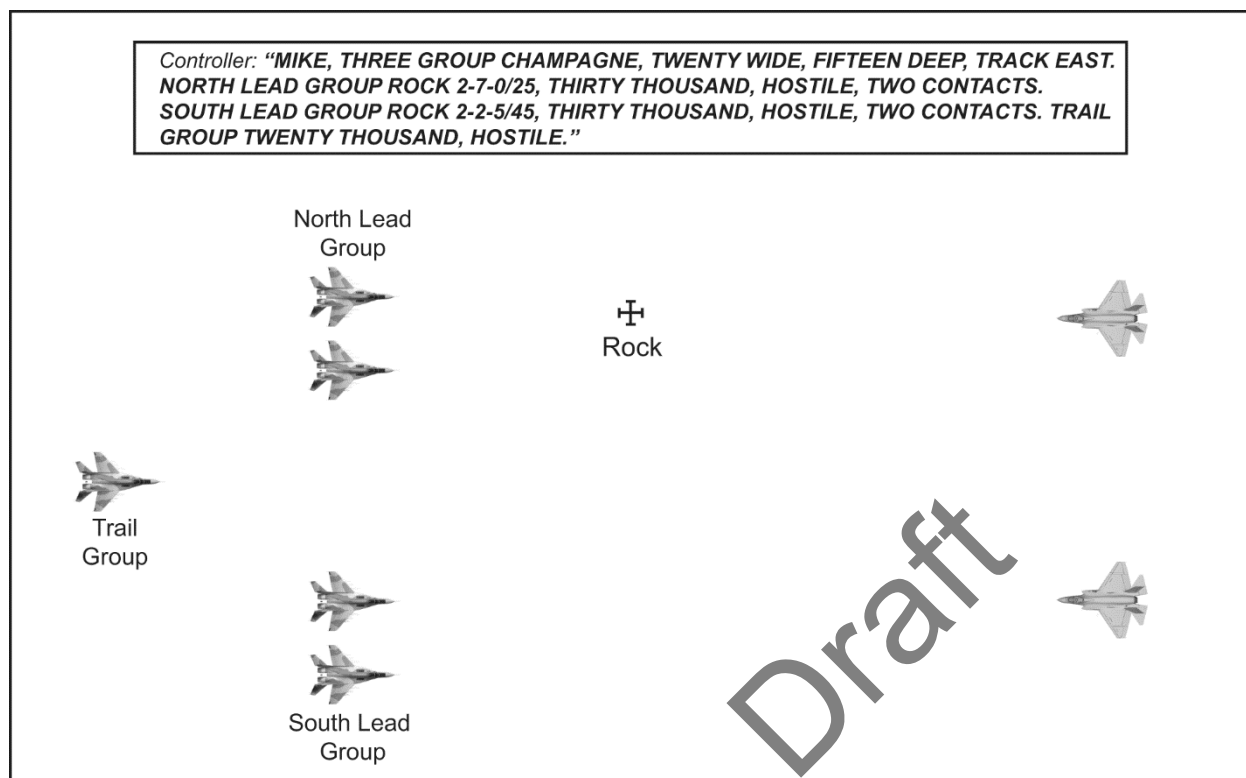 Controller: “MIKE, THREE GROUP CHAMPAGNE, TWENTY WIDE, FIFTEEN DEEP, TRACK EAST.
NORTH LEAD GROUP ROCK 2-7-0/25, THIRTY THOUSAND, HOSTILE, TWO CONTACTS.
SOUTH LEAD GROUP ROCK 2-2-5/45, THIRTY THOUSAND, HOSTILE, TWO CONTACTS. TRAIL
GROUP TWENTY THOUSAND, HOSTILE.”
North Lead
Group
Rock
Trail
Group
South Lead
Group
Draft